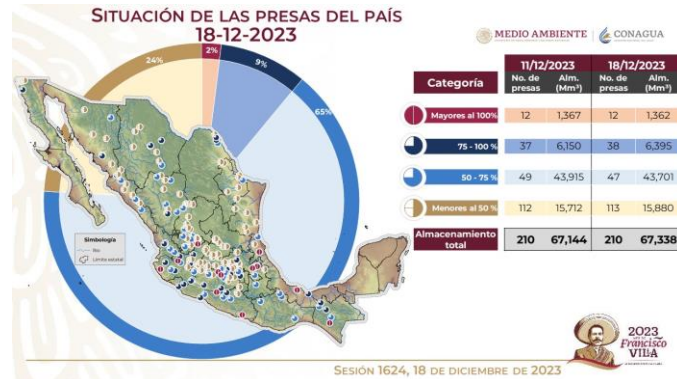 SITUACIÓN DE LAS PRESAS DEL PAÍS
18-12-2023
MEDIO AMBIENTE
CONAGUA
2%
9%
24%
65%
11/12/2023 18/12/2023
Categoría No. de presas Alm. (Mm³) No. de presas Alm. (Mm³)
Mayores al 100% 12 1,367 12 1,362
75 - 100 % 37 6,150 38 6,395
50 - 75 % 49 43,915 47 43,701
Menores al 50 % 112 15,712 113 15,880
Almacenamiento total 210 67,144 210 67,338
Simbología
Río
Límite estatal
2023
Francisco
VILLA
SESIÓN 1624, 18 DE DICIEMBRE DE 2023